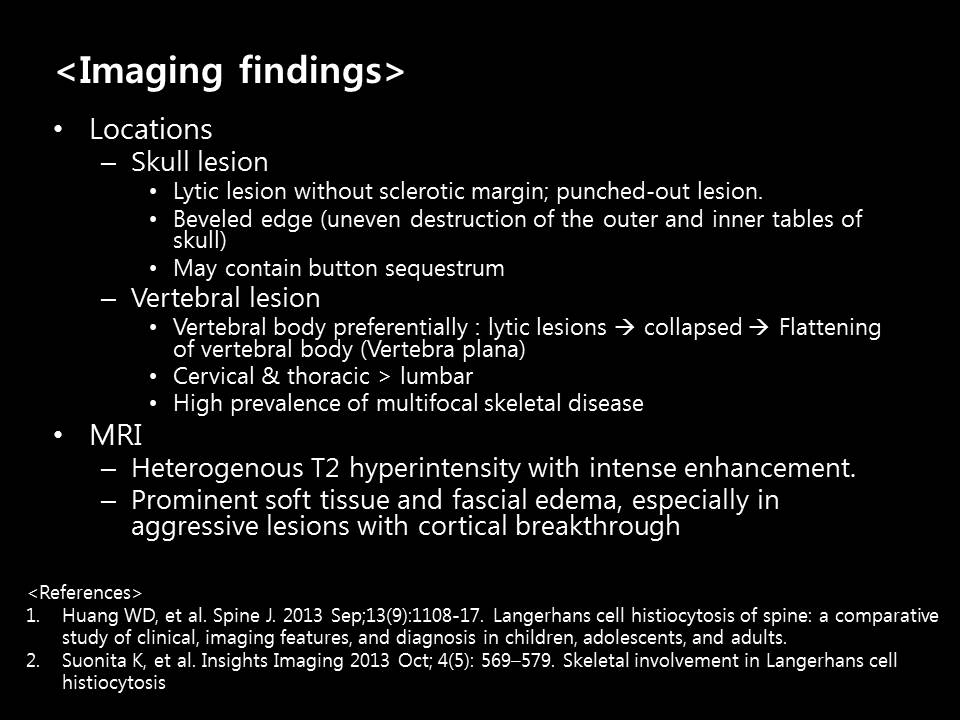 <Imaging findings>
• Locations
– Skull lesion
• Lytic lesion without sclerotic margin; punched-out lesion.
• Beveled edge (uneven destruction of the outer and inner tables of
skull)
• May contain button sequestrum
– Vertebral lesion
• Vertebral body preferentially : lytic lesions → collapsed → Flattening
of vertebral body (Vertebra plana)
• Cervical & thoracic > lumbar
• High prevalence of multifocal skeletal disease
• MRI
– Heterogenous T2 hyperintensity with intense enhancement.
– Prominent soft tissue and fascial edema, especially in
aggressive lesions with cortical breakthrough
<References>
1. Huang WD, et al. Spine J. 2013 Sep;13(9):1108-17. Langerhans cell histiocytosis of spine: a comparative
study of clinical, imaging features, and diagnosis in children, adolescents, and adults.
2. Suonita K, et al. Insights Imaging 2013 Oct; 4(5): 569–579. Skeletal involvement in Langerhans cell
histiocytosis